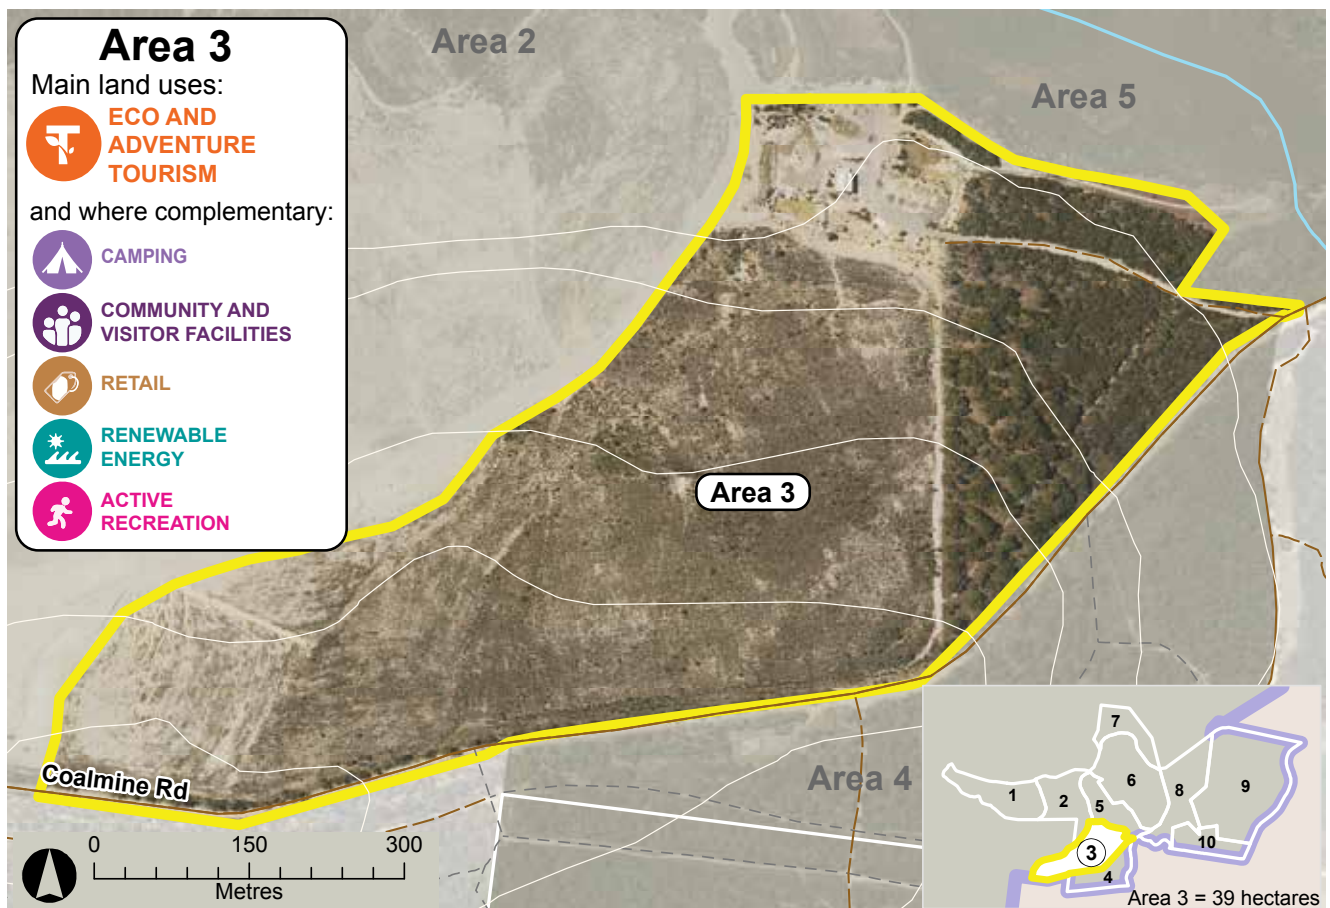 Area 3
Main land uses:
ECO AND
ADVENTURE
TOURISM
and where complementary:
CAMPING
COMMUNITY AND
VISITOR FACILITIES
RETAIL
RENEWABLE
ENERGY
ACTIVE
RECREATION
Area 2
Area 5
Area 3
Area 4
Coalmine Rd
0 150 300
Metres
7
6
1 2 5 8 9
10
3
4
Area 3 = 39 hectares